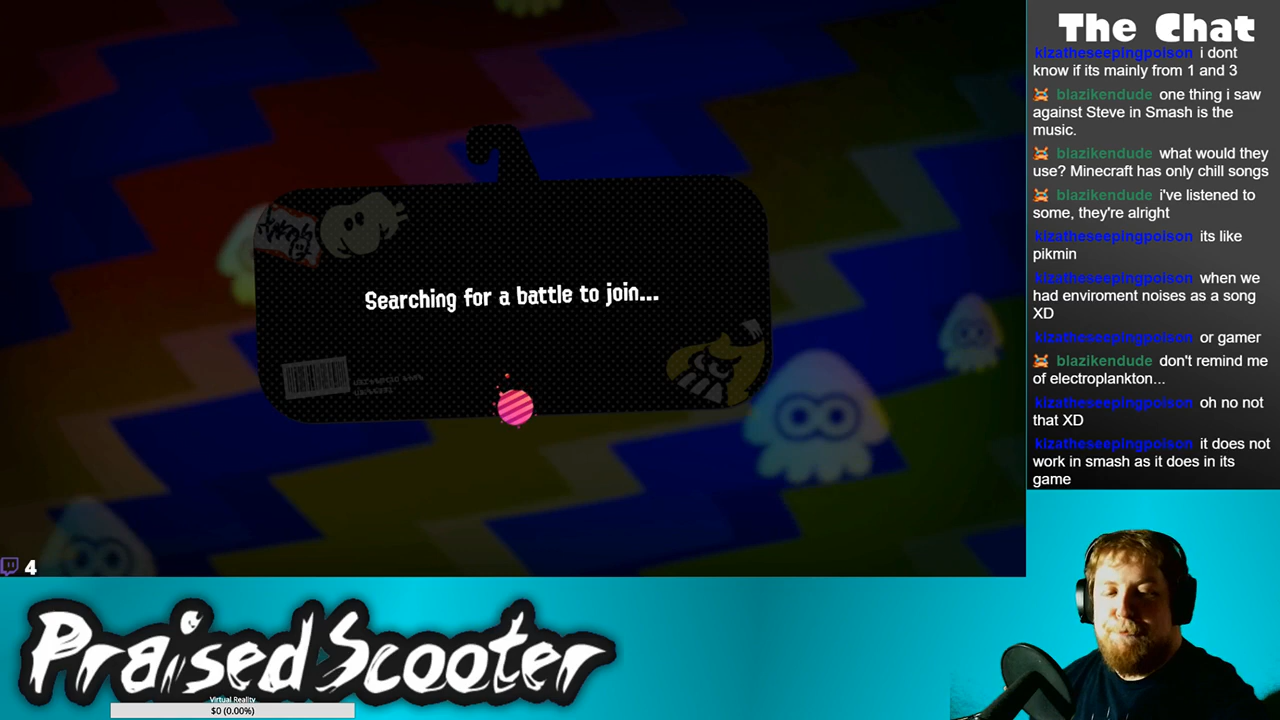 The Chat
kizatheseepingpoison i dont
know if its mainly from 1 and 3
blazikendude one thing i saw
against Steve in Smash is the
music.
blazikendude what would they
use? Minecraft has only chill songs
blazikendude i've listened to
some, they're alright
kizatheseepingpoison its like
pikmin
kizatheseepingpoison when we
had enviroment noises as a song
XD
kizatheseepingpoison or gamer
blazikendude don't remind me
of electroplankton...
kizatheseepingpoison oh no not
that XD
kizatheseepingpoison it does not
work in smash as it does in its
game
Searching for a battle to join...
4
PraisedScooter
Virtual Reality
$0 (0.00%)